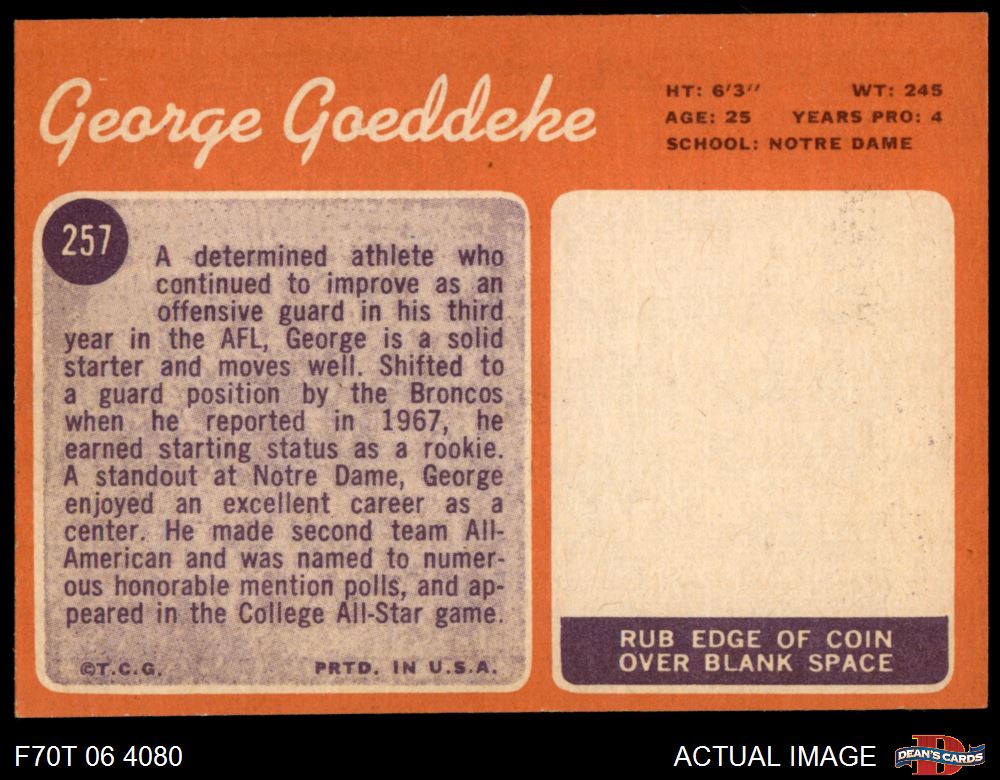 George Goeddeke
HT: 6'3" WT: 245
AGE: 25 YEARS PRO: 4
SCHOOL: NOTRE DAME
257
A determined athlete who
continued to improve as an
offensive guard in his third
year in the AFL, George is a solid
starter and moves well. Shifted to
a guard position by the Broncos
when he reported in 1967, he
earned starting status as a rookie.
A standout at Notre Dame, George
enjoyed an excellent career as a
center. He made second team All-
American and was named to numer-
ous honorable mention polls, and ap-
peared in the College All-Star game.
©T.C.G. PRTD. IN U.S.A.
RUB EDGE OF COIN
OVER BLANK SPACE
F70T 06 4080
ACTUAL IMAGE
D
DEAN'S CARDS